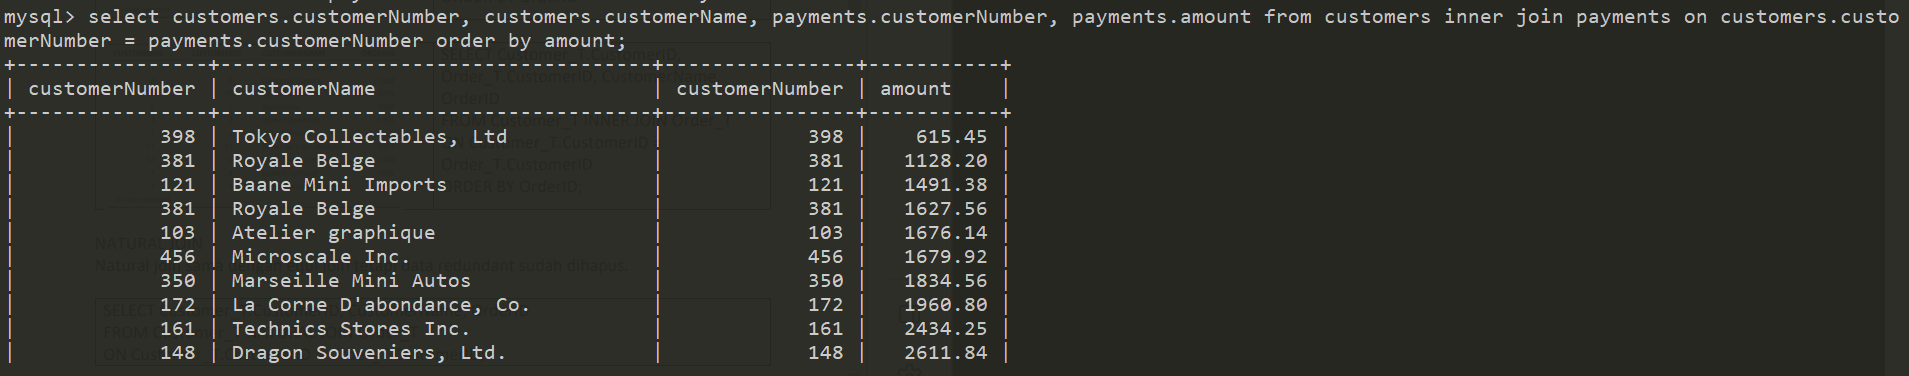 mysql> select customers.customerNumber, customers.customerName, payments.customerNumber, payments.amount from customers inner join payments on customers.custo
merNumber = payments.customerNumber order by amount;
+----------------+------------------------------------+----------------+-----------+
| customerNumber | customerName                       | customerNumber | amount    |
+----------------+------------------------------------+----------------+-----------+
|            398 | Tokyo Collectables, Ltd            |            398 |    615.45 |
|            381 | Royale Belge                       |            381 |   1128.20 |
|            121 | Baane Mini Imports                 |            121 |   1491.38 |
|            381 | Royale Belge                       |            381 |   1627.56 |
|            103 | Atelier graphique                  |            103 |   1676.14 |
|            456 | Microscale Inc.                    |            456 |   1679.92 |
|            350 | Marseille Mini Autos               |            350 |   1834.56 |
|            172 | La Corne D'abondance, Co.          |            172 |   1960.80 |
|            161 | Technics Stores Inc.               |            161 |   2434.25 |
|            148 | Dragon Souveniers, Ltd.            |            148 |   2611.84 |